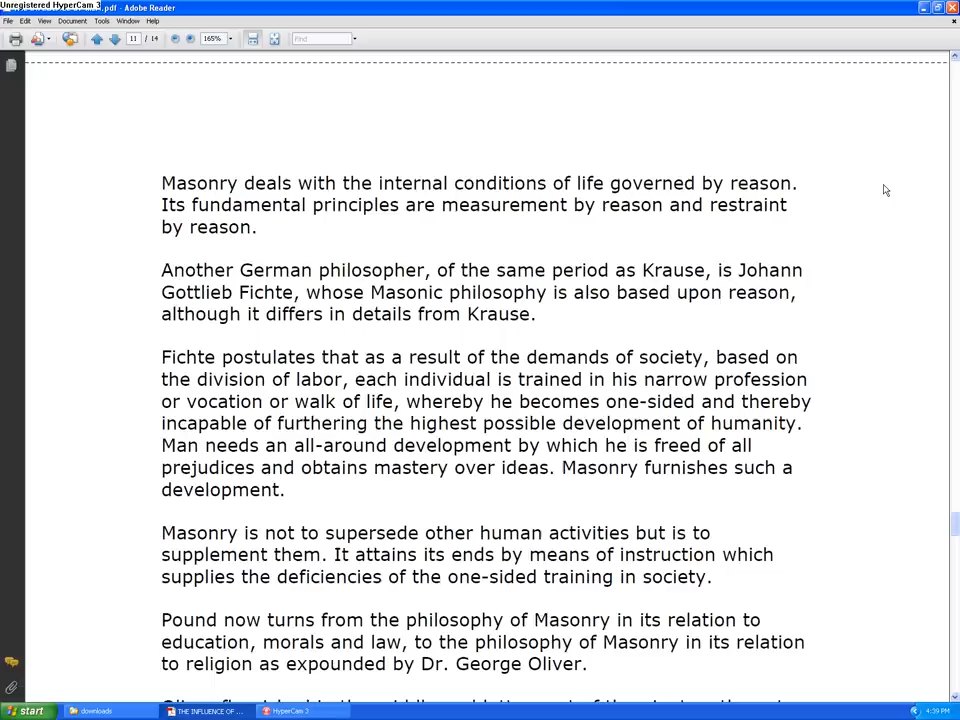 Unregistered HyperCam 3
.pdf - Adobe Reader
File Edit View Document Tools Window Help
11 / 14 165% Find
Masonry deals with the internal conditions of life governed by reason.
Its fundamental principles are measurement by reason and restraint
by reason.
Another German philosopher, of the same period as Krause, is Johann
Gottlieb Fichte, whose Masonic philosophy is also based upon reason,
although it differs in details from Krause.
Fichte postulates that as a result of the demands of society, based on
the division of labor, each individual is trained in his narrow profession
or vocation or walk of life, whereby he becomes one-sided and thereby
incapable of furthering the highest possible development of humanity.
Man needs an all-around development by which he is freed of all
prejudices and obtains mastery over ideas. Masonry furnishes such a
development.
Masonry is not to supersede other human activities but is to
supplement them. It attains its ends by means of instruction which
supplies the deficiencies of the one-sided training in society.
Pound now turns from the philosophy of Masonry in its relation to
education, morals and law, to the philosophy of Masonry in its relation
to religion as expounded by Dr. George Oliver.
start downloads THE INFLUENCE OF ... HyperCam 3 4:39 PM